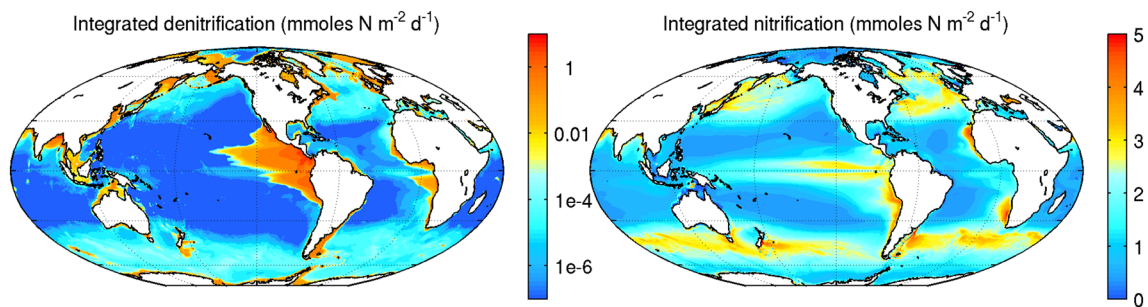 Integrated denitrification (mmoles N m⁻² d⁻¹)
1
0.01
1e-4
1e-6
Integrated nitrification (mmoles N m⁻² d⁻¹)
5
4
3
2
1
0